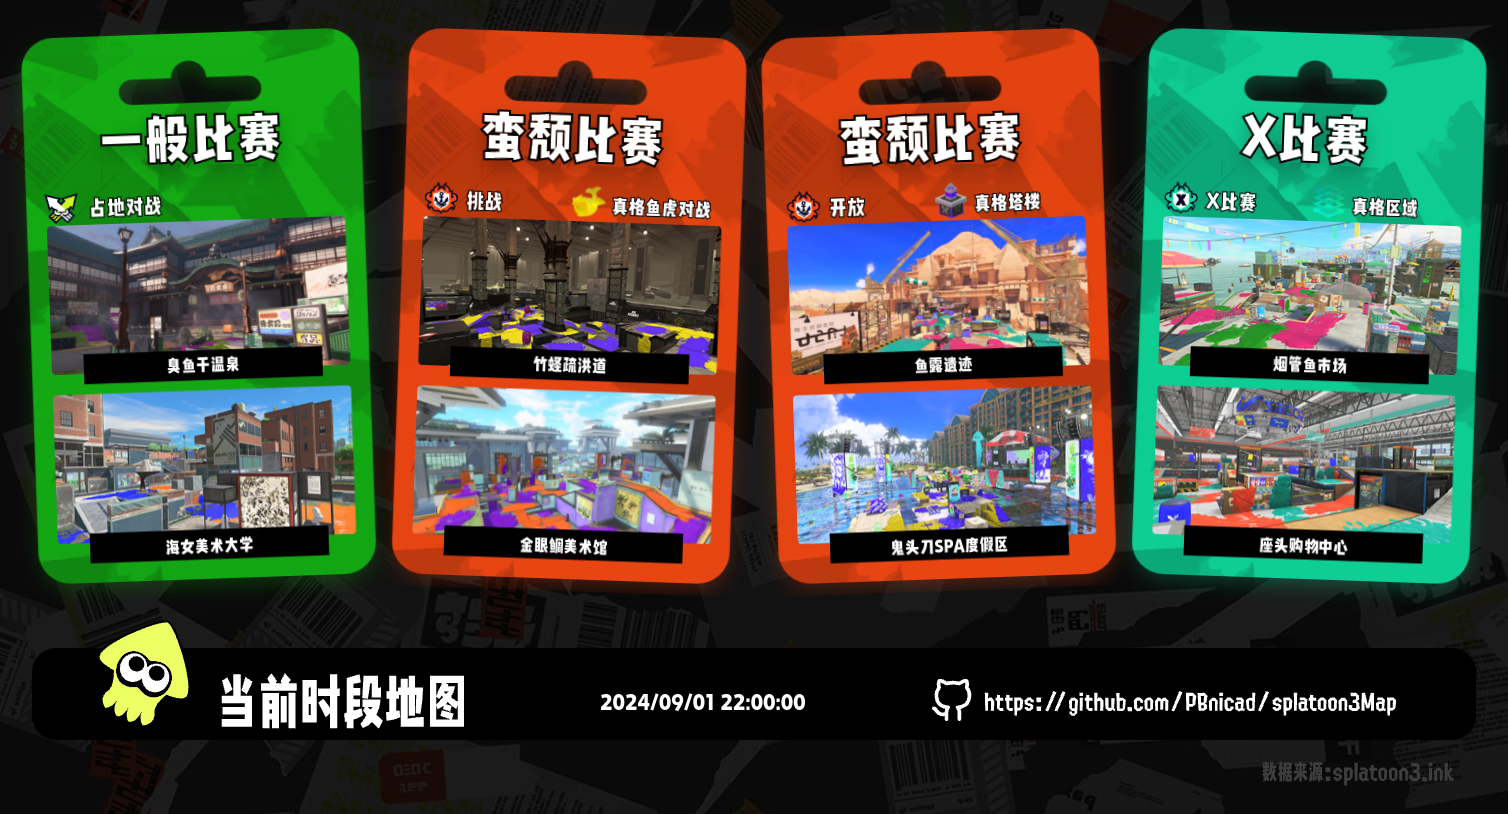 一般比赛
占地对战
臭鱼干温泉
海女美术大学
蛮颓比赛
挑战
真格鱼虎对战
竹蛏疏洪道
金眼鲷美术馆
蛮颓比赛
开放
真格塔楼
鱼露遗迹
鬼头刀SPA度假区
X比赛
X比赛
真格区域
烟管鱼市场
座头购物中心
当前时段地图
2024/09/01 22:00:00
https://github.com/PBnicad/splatoon3Map
数据来源:splatoon3.ink